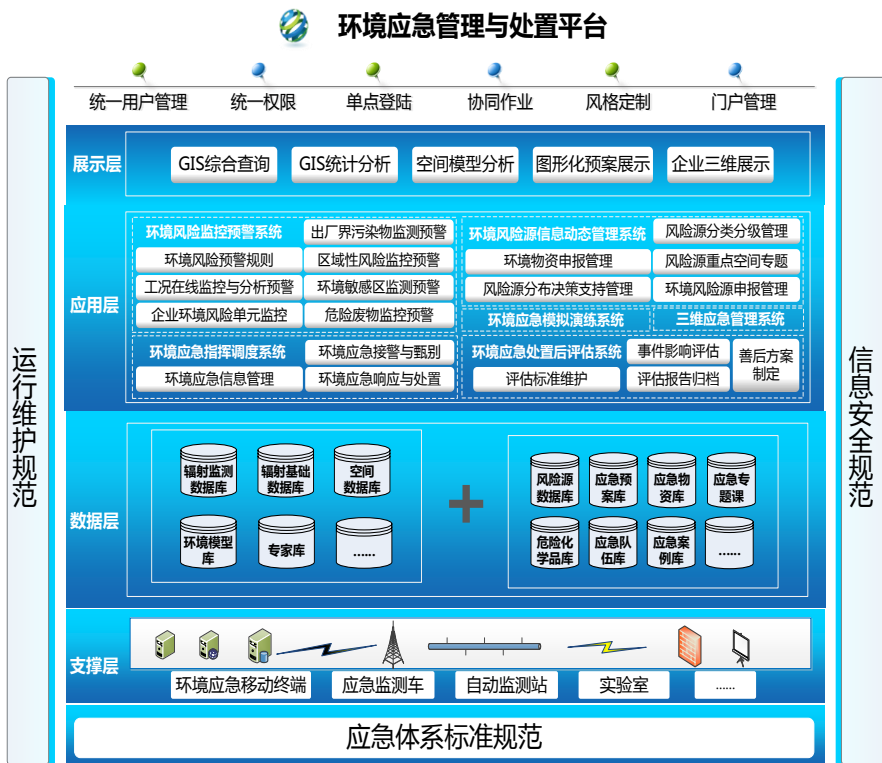 环境应急管理与处置平台
统一用户管理
统一权限
单点登陆
协同作业
风格定制
门户管理
运行维护规范
信息安全规范
展示层
GIS综合查询
GIS统计分析
空间模型分析
图形化预案展示
企业三维展示
应用层
环境风险监控预警系统
出厂界污染物监测预警
环境风险预警规则
区域性风险监控预警
工况在线监控与分析预警
环境敏感区监测预警
企业环境风险单元监控
危险废物监控预警
环境风险源信息动态管理系统
风险源分类分级管理
环境物资申报管理
风险源重点空间专题
风险源分布决策支持管理
环境风险源申报管理
环境应急模拟演练系统
三维应急管理系统
环境应急指挥调度系统
环境应急接警与甄别
环境应急信息管理
环境应急响应与处置
环境应急处置后评估系统
事件影响评估
善后方案
制定
评估标准维护
评估报告归档
数据层
辐射监测
数据库
辐射基础
数据库
空间
数据库
环境模型
库
专家库
......
+
风险源
数据库
应急预
案库
应急物
资库
应急专
题课
危险化
学品库
应急队
伍库
应急案
例库
......
支撑层
环境应急移动终端
应急监测车
自动监测站
实验室
......
应急体系标准规范